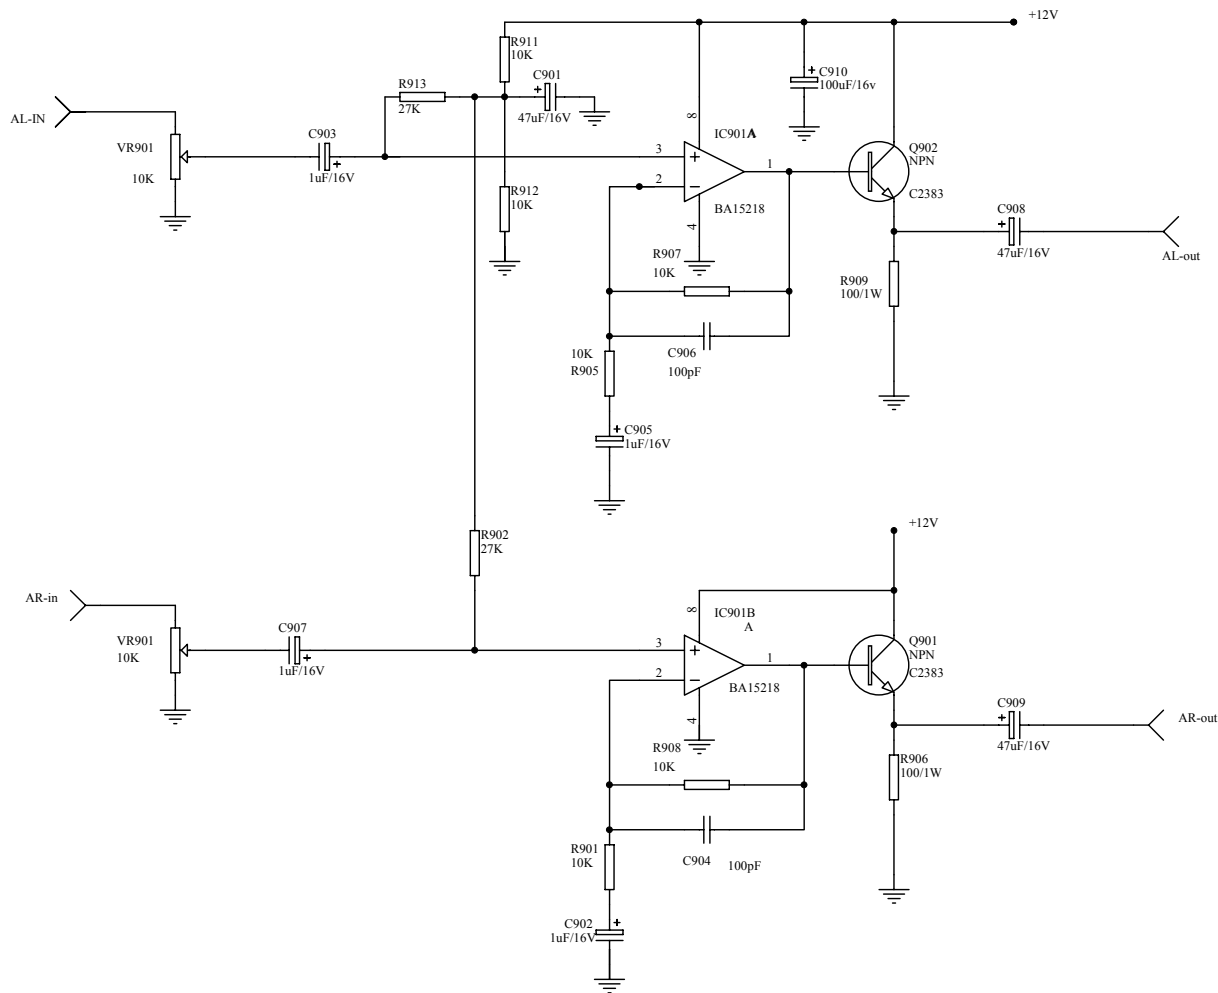 +12V
R911
10K
C901
47uF/16V
C910
100uF/16v
R913
27K
AL-IN
VR901
10K
C903
1uF/16V
8
IC901A
3
2
1
4
BA15218
R912
10K
Q902
NPN
C2383
C908
47uF/16V
AL-out
R907
10K
R909
100/1W
C906
100pF
10K
R905
C905
1uF/16V
R902
27K
+12V
AR-in
VR901
10K
C907
1uF/16V
8
IC901B
A
3
2
1
4
BA15218
Q901
NPN
C2383
C909
47uF/16V
AR-out
R908
10K
R906
100/1W
C904
100pF
R901
10K
C902
1uF/16V